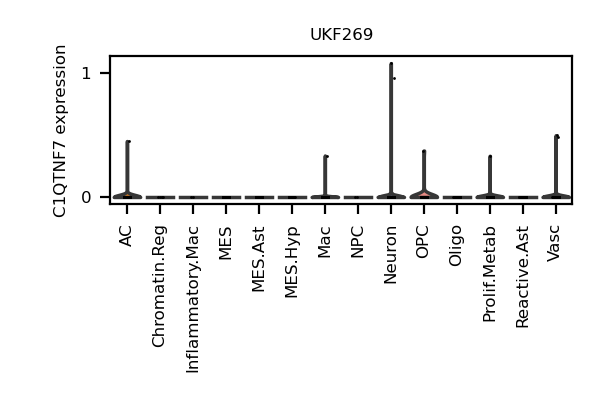 UKF269
C1QTNF7 expression
1
0
AC
Chromatin.Reg
Inflammatory.Mac
MES
MES.Ast
MES.Hyp
Mac
NPC
Neuron
OPC
Oligo
Prolif.Metab
Reactive.Ast
Vasc